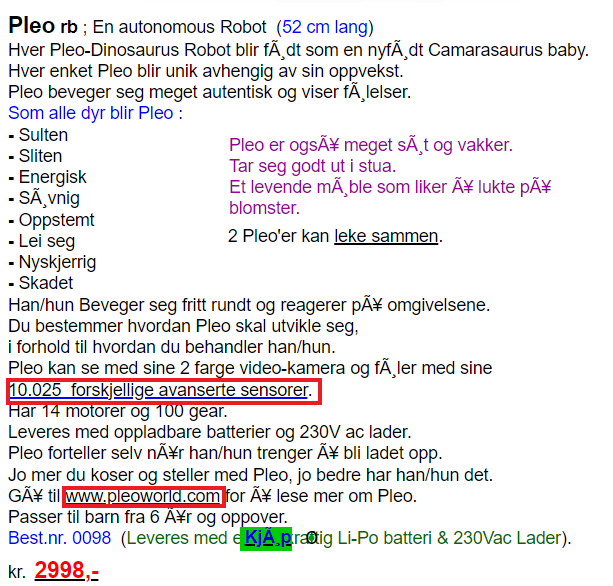 Pleo rb ; En autonomous Robot (52 cm lang)
Hver Pleo-Dinosaurus Robot blir fÃ¸dt som en nyfÃ¸dt Camarasaurus baby.
Hver enket Pleo blir unik avhengig av sin oppvekst.
Pleo beveger seg meget autentisk og viser fÃ¸lelser.
Som alle dyr blir Pleo :
- Sulten
- Sliten
- Energisk
- SÃ¸vnig
- Oppstemt
- Lei seg
- Nyskjerrig
- Skadet
Pleo er ogsÃ¥ meget sÃ¸t og vakker.
Tar seg godt ut i stua.
Et levende mÃ¸ble som liker Ã¥ lukte pÃ¥
blomster.
2 Pleo'er kan leke sammen.
Han/hun Beveger seg fritt rundt og reagerer pÃ¥ omgivelsene.
Du bestemmer hvordan Pleo skal utvikle seg,
i forhold til hvordan du behandler han/hun.
Pleo kan se med sine 2 farge video-kamera og fÃ¸ler med sine
10.025 forskjellige avanserte sensorer.
Har 14 motorer og 100 gear.
Leveres med oppladbare batterier og 230V ac lader.
Pleo forteller selv nÃ¥r han/hun trenger Ã¥ bli ladet opp.
Jo mer du koser og steller med Pleo, jo bedre har han/hun det.
GÃ¥ til www.pleoworld.com for Ã¥ lese mer om Pleo.
Passer til barn fra 6 Ã¥r og oppover.
Best.nr. 0098 (Leveres med KjÃ¸p Li-Po batteri & 230Vac Lader).
kr. 2998,-